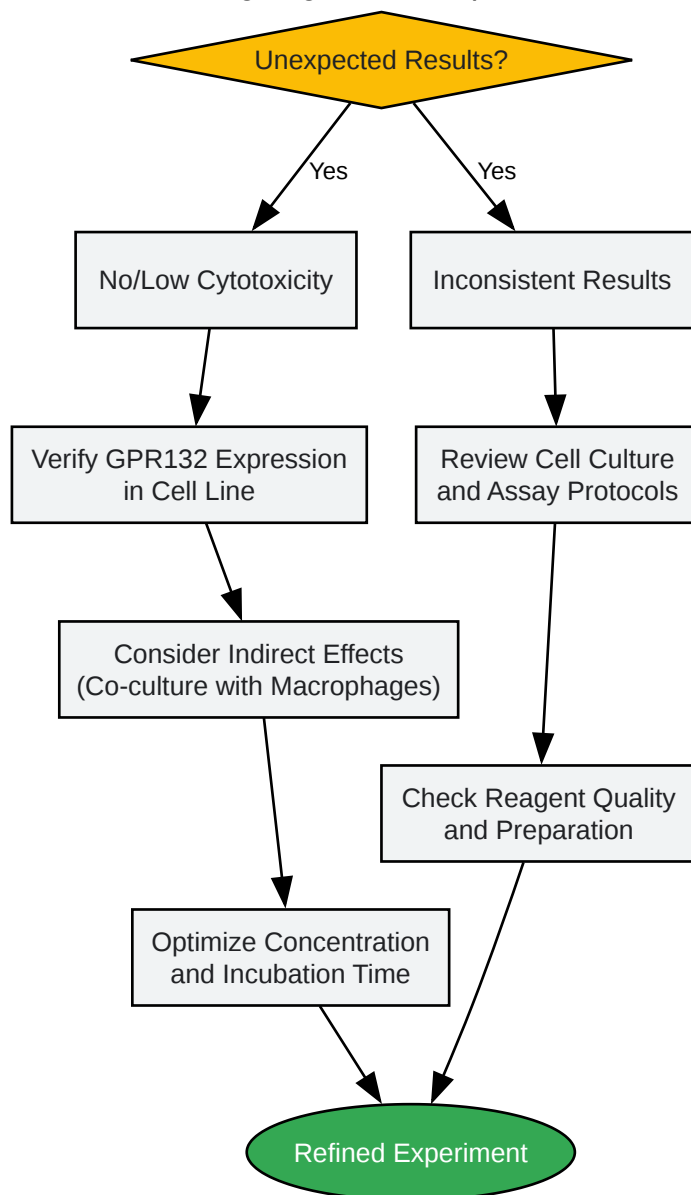 Unexpected Results?
Yes
Yes
No/Low Cytotoxicity
Inconsistent Results
Verify GPR132 Expression
in Cell Line
Review Cell Culture
and Assay Protocols
Consider Indirect Effects
(Co-culture with Macrophages)
Check Reagent Quality
and Preparation
Optimize Concentration
and Incubation Time
Refined Experiment